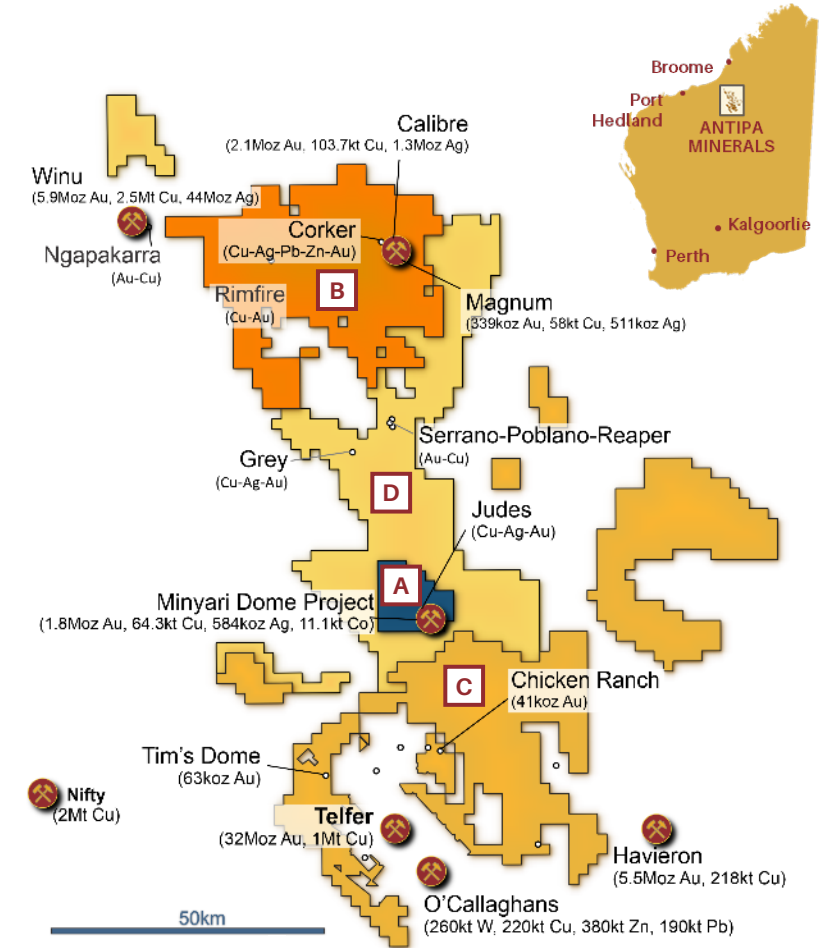 Broome
Port
Hedland
ANTIPA
MINERALS
Kalgoorlie
Perth
Calibre
(2.1Moz Au, 103.7kt Cu, 1.3Moz Ag)
Winu
(5.9Moz Au, 2.5Mt Cu, 44Moz Ag)
Corker
(Cu-Ag-Pb-Zn-Au)
Ngapakarra
(Au-Cu)
B
Rimfire
(Cu-Au)
Magnum
(339koz Au, 58kt Cu, 511koz Ag)
Serrano-Poblano-Reaper
(Au-Cu)
Grey
(Cu-Ag-Au)
D
Judes
(Cu-Ag-Au)
A
Minyari Dome Project
(1.8Moz Au, 64.3kt Cu, 584koz Ag, 11.1kt Co)
C
Chicken Ranch
(41koz Au)
Tim's Dome
(63koz Au)
Nifty
(2Mt Cu)
Telfer
(32Moz Au, 1Mt Cu)
Havieron
(5.5Moz Au, 218kt Cu)
O'Callaghans
(260kt W, 220kt Cu, 380kt Zn, 190kt Pb)
50km